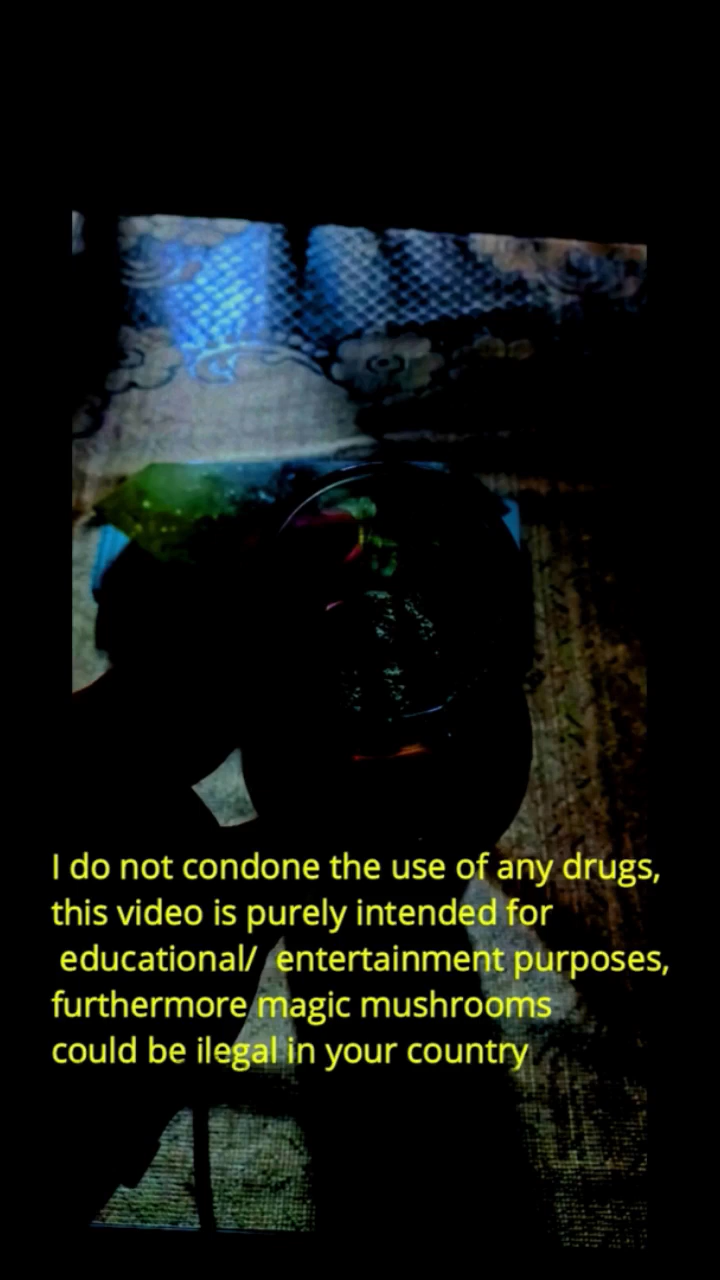 I do not condone the use of any drugs,
this video is purely intended for
educational/ entertainment purposes,
furthermore magic mushrooms
could be ilegal in your country